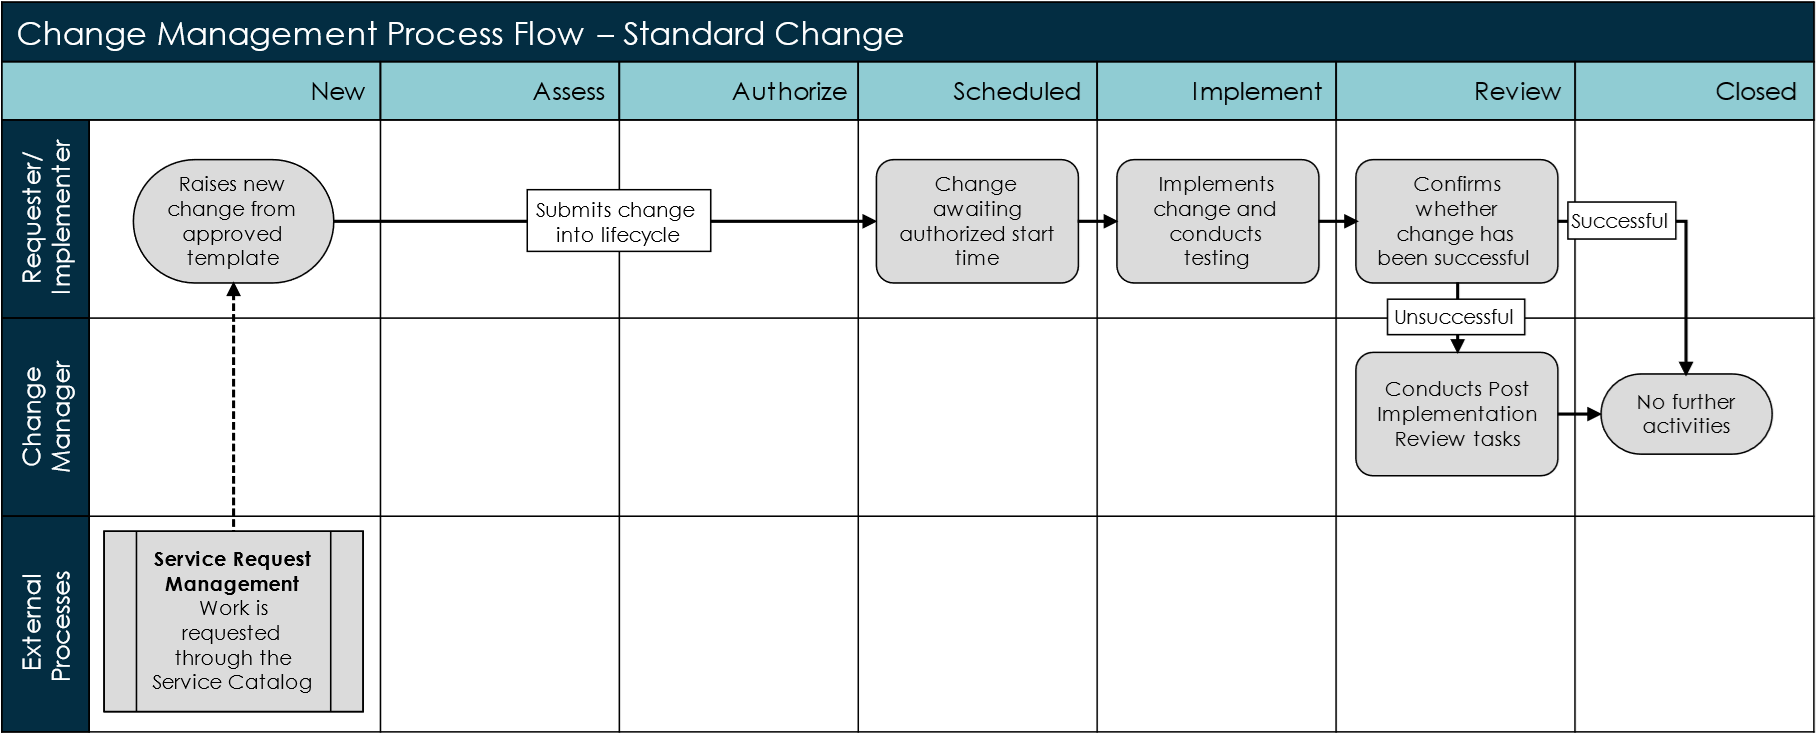 Change Management Process Flow – Standard Change
New
Assess
Authorize
Scheduled
Implement
Review
Closed
Requester/
Implementer
Raises new
change from
approved
template
Submits change
into lifecycle
Change
awaiting
authorized start
time
Implements
change and
conducts
testing
Confirms
whether
change has
been successful
Successful
Unsuccessful
Change
Manager
Conducts Post
Implementation
Review tasks
No further
activities
External
Processes
Service Request
Management
Work is
requested
through the
Service Catalog